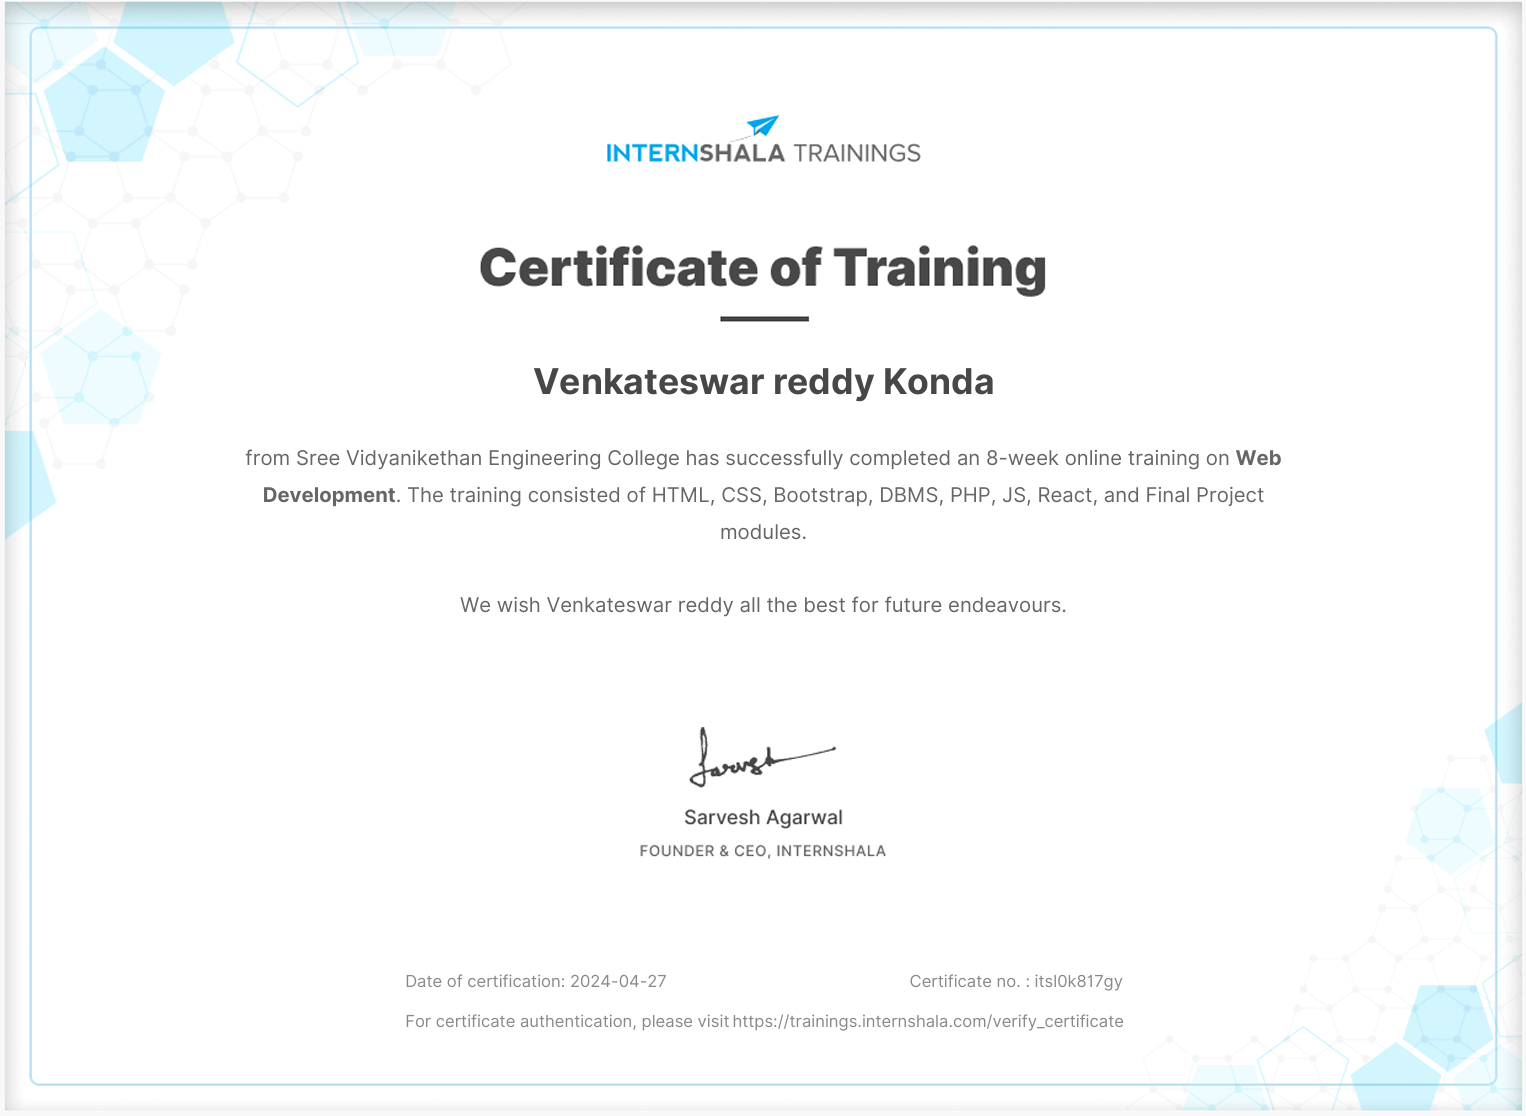 INTERNSHALA TRAININGS
Certificate of Training
Venkateswar reddy Konda
from Sree Vidyanikethan Engineering College has successfully completed an 8-week online training on Web
Development. The training consisted of HTML, CSS, Bootstrap, DBMS, PHP, JS, React, and Final Project
modules.
We wish Venkateswar reddy all the best for future endeavours.
Sarvesh
Sarvesh Agarwal
FOUNDER & CEO, INTERNSHALA
Date of certification: 2024-04-27 Certificate no. : itsl0k817gy
For certificate authentication, please visit https://trainings.internshala.com/verify_certificate